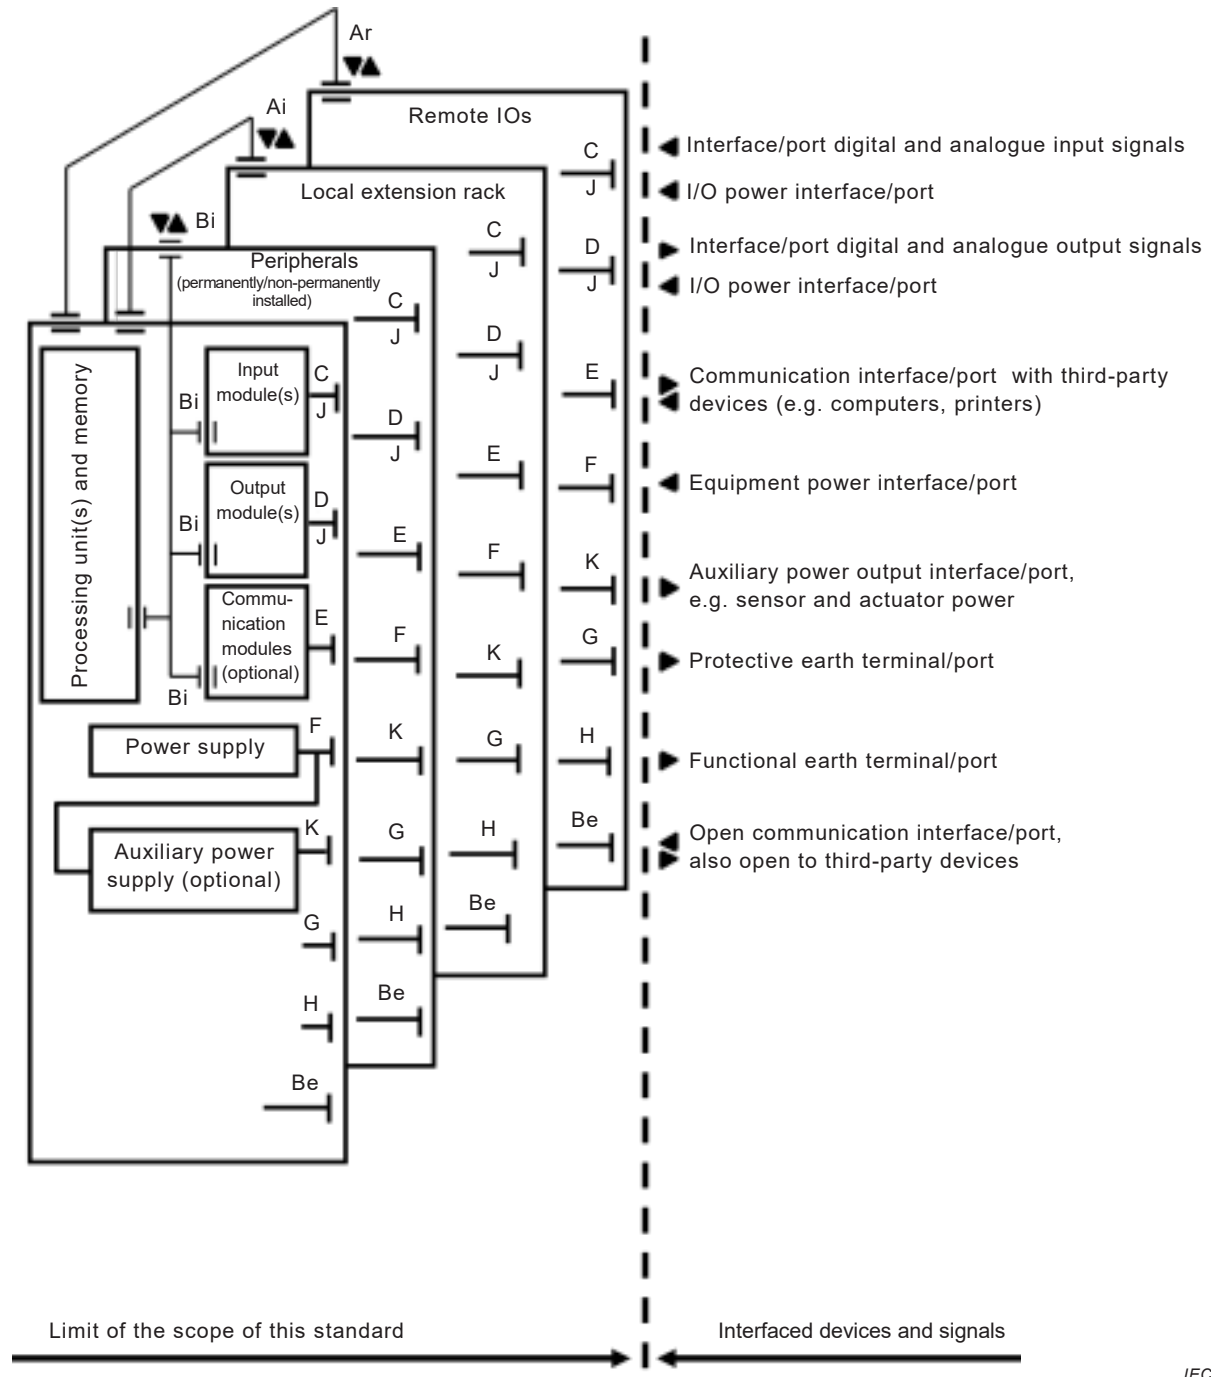 Ar
Ai
Remote IOs
C
Interface/port digital and analogue input signals
J
I/O power interface/port
Local extension rack
Bi
C
J
D
Interface/port digital and analogue output signals
J
I/O power interface/port
Peripherals
(permanently/non-permanently
installed)
C
J
D
J
E
Communication interface/port with third-party
devices (e.g. computers, printers)
Processing unit(s) and memory
Input
module(s)
C
J
Bi
D
J
E
F
Equipment power interface/port
Output
module(s)
D
J
Bi
E
F
K
Auxiliary power output interface/port,
e.g. sensor and actuator power
Commu-
nication
modules
(optional)
E
Bi
F
K
G
Protective earth terminal/port
Power supply
F
K
G
H
Functional earth terminal/port
Auxiliary power
supply (optional)
K
G
H
Be
Open communication interface/port,
also open to third-party devices
G
H
Be
H
Be
Be
Limit of the scope of this standard
Interfaced devices and signals
IEC